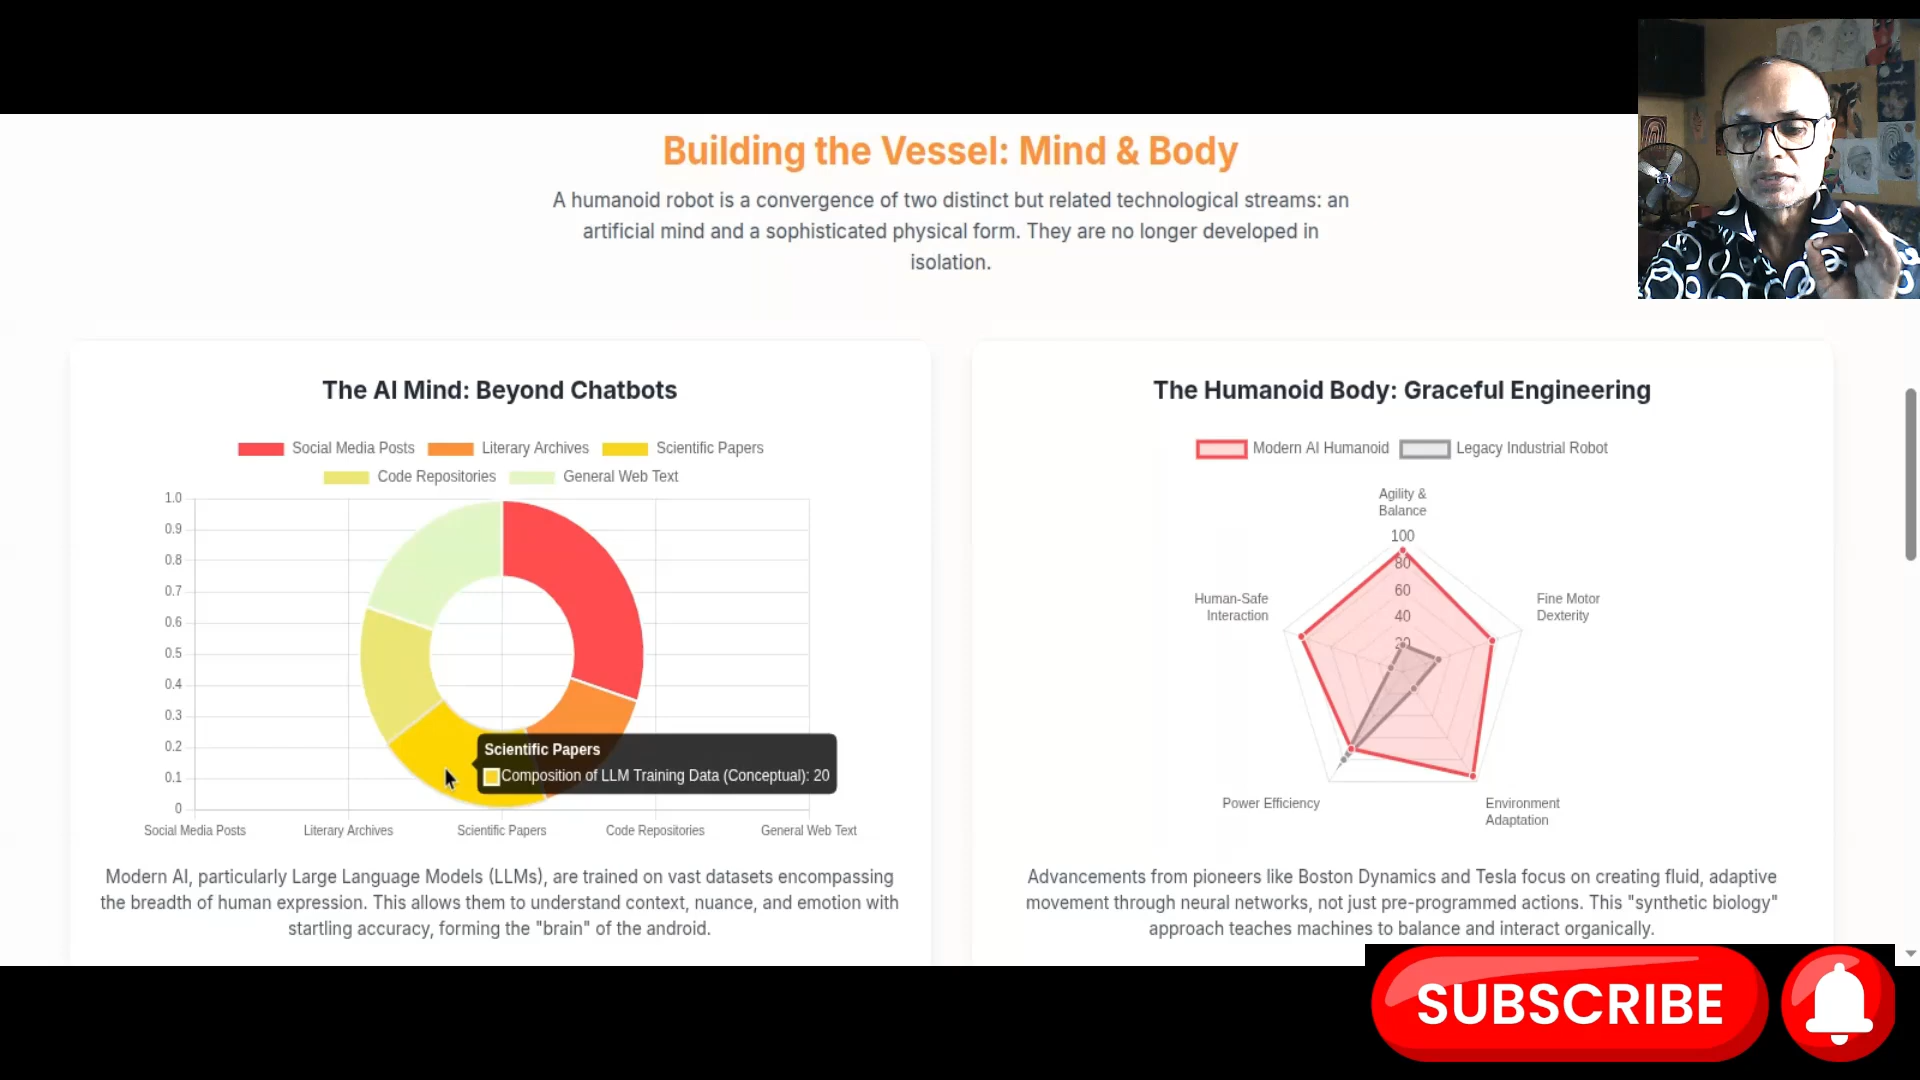 Building the Vessel: Mind & Body
A humanoid robot is a convergence of two distinct but related technological streams: an
artificial mind and a sophisticated physical form. They are no longer developed in
isolation.
The AI Mind: Beyond Chatbots
Social Media Posts Literary Archives Scientific Papers
Code Repositories General Web Text
1.0
0.9
0.8
0.7
0.6
0.5
0.4
0.3
0.2
0.1
0
Scientific Papers
Composition of LLM Training Data (Conceptual): 20
Social Media Posts Literary Archives Scientific Papers Code Repositories General Web Text
Modern AI, particularly Large Language Models (LLMs), are trained on vast datasets encompassing
the breadth of human expression. This allows them to understand context, nuance, and emotion with
startling accuracy, forming the "brain" of the android.
The Humanoid Body: Graceful Engineering
Modern AI Humanoid Legacy Industrial Robot
Agility &
Balance
100
80
60
40
20
Human-Safe
Interaction
Fine Motor
Dexterity
Power Efficiency
Environment
Adaptation
Advancements from pioneers like Boston Dynamics and Tesla focus on creating fluid, adaptive
movement through neural networks, not just pre-programmed actions. This "synthetic biology"
approach teaches machines to balance and interact organically.
SUBSCRIBE